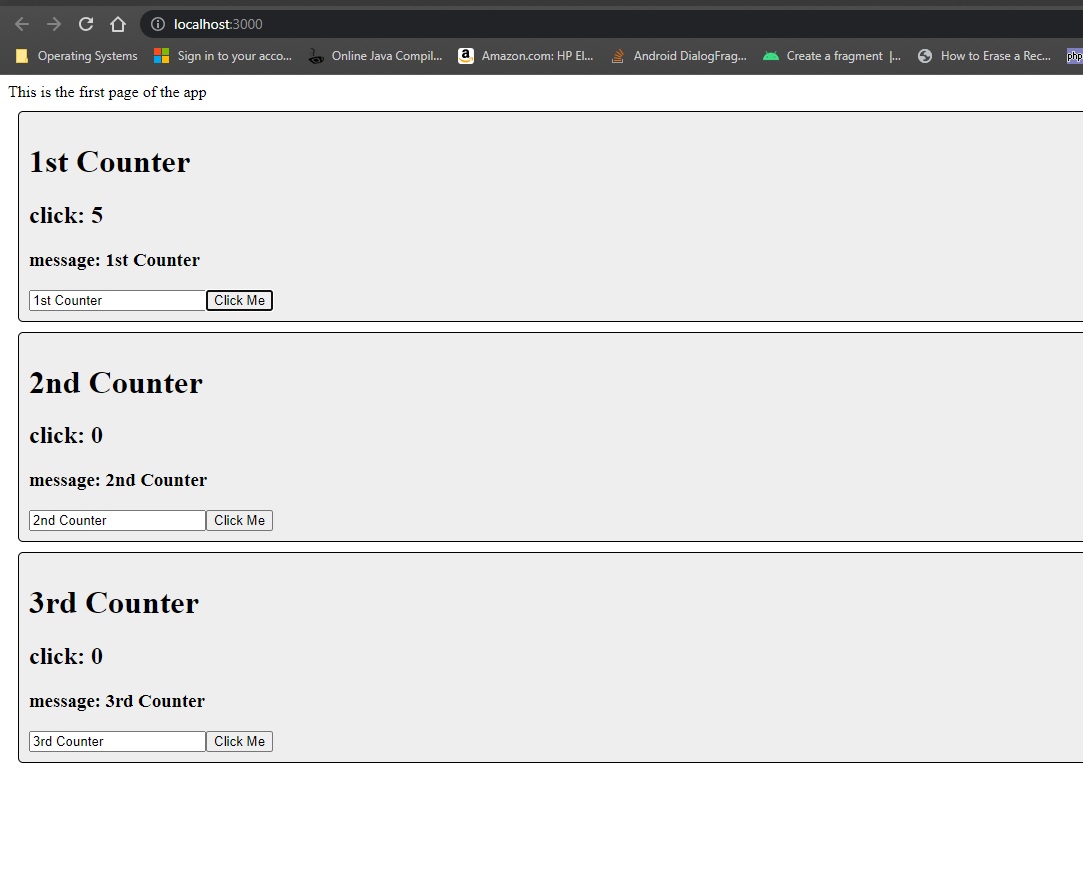 localhost:3000
Operating Systems Sign in to your acco... Online Java Compil... a Amazon.com: HP El... Android DialogFrag... Create a fragment |... How to Erase a Rec... php
This is the first page of the app
1st Counter
click: 5
message: 1st Counter
1st Counter Click Me
2nd Counter
click: 0
message: 2nd Counter
2nd Counter Click Me
3rd Counter
click: 0
message: 3rd Counter
3rd Counter Click Me